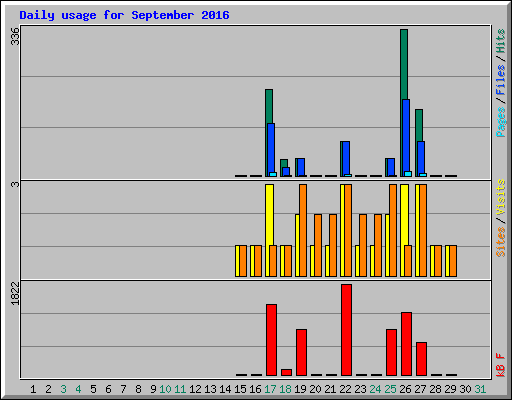 Daily usage for September 2016
336
Pages / Files / Hits
3
Sites / Visits
1822
kB F
1 2 3 4 5 6 7 8 9 10 11 12 13 14 15 16 17 18 19 20 21 22 23 24 25 26 27 28 29 30 31